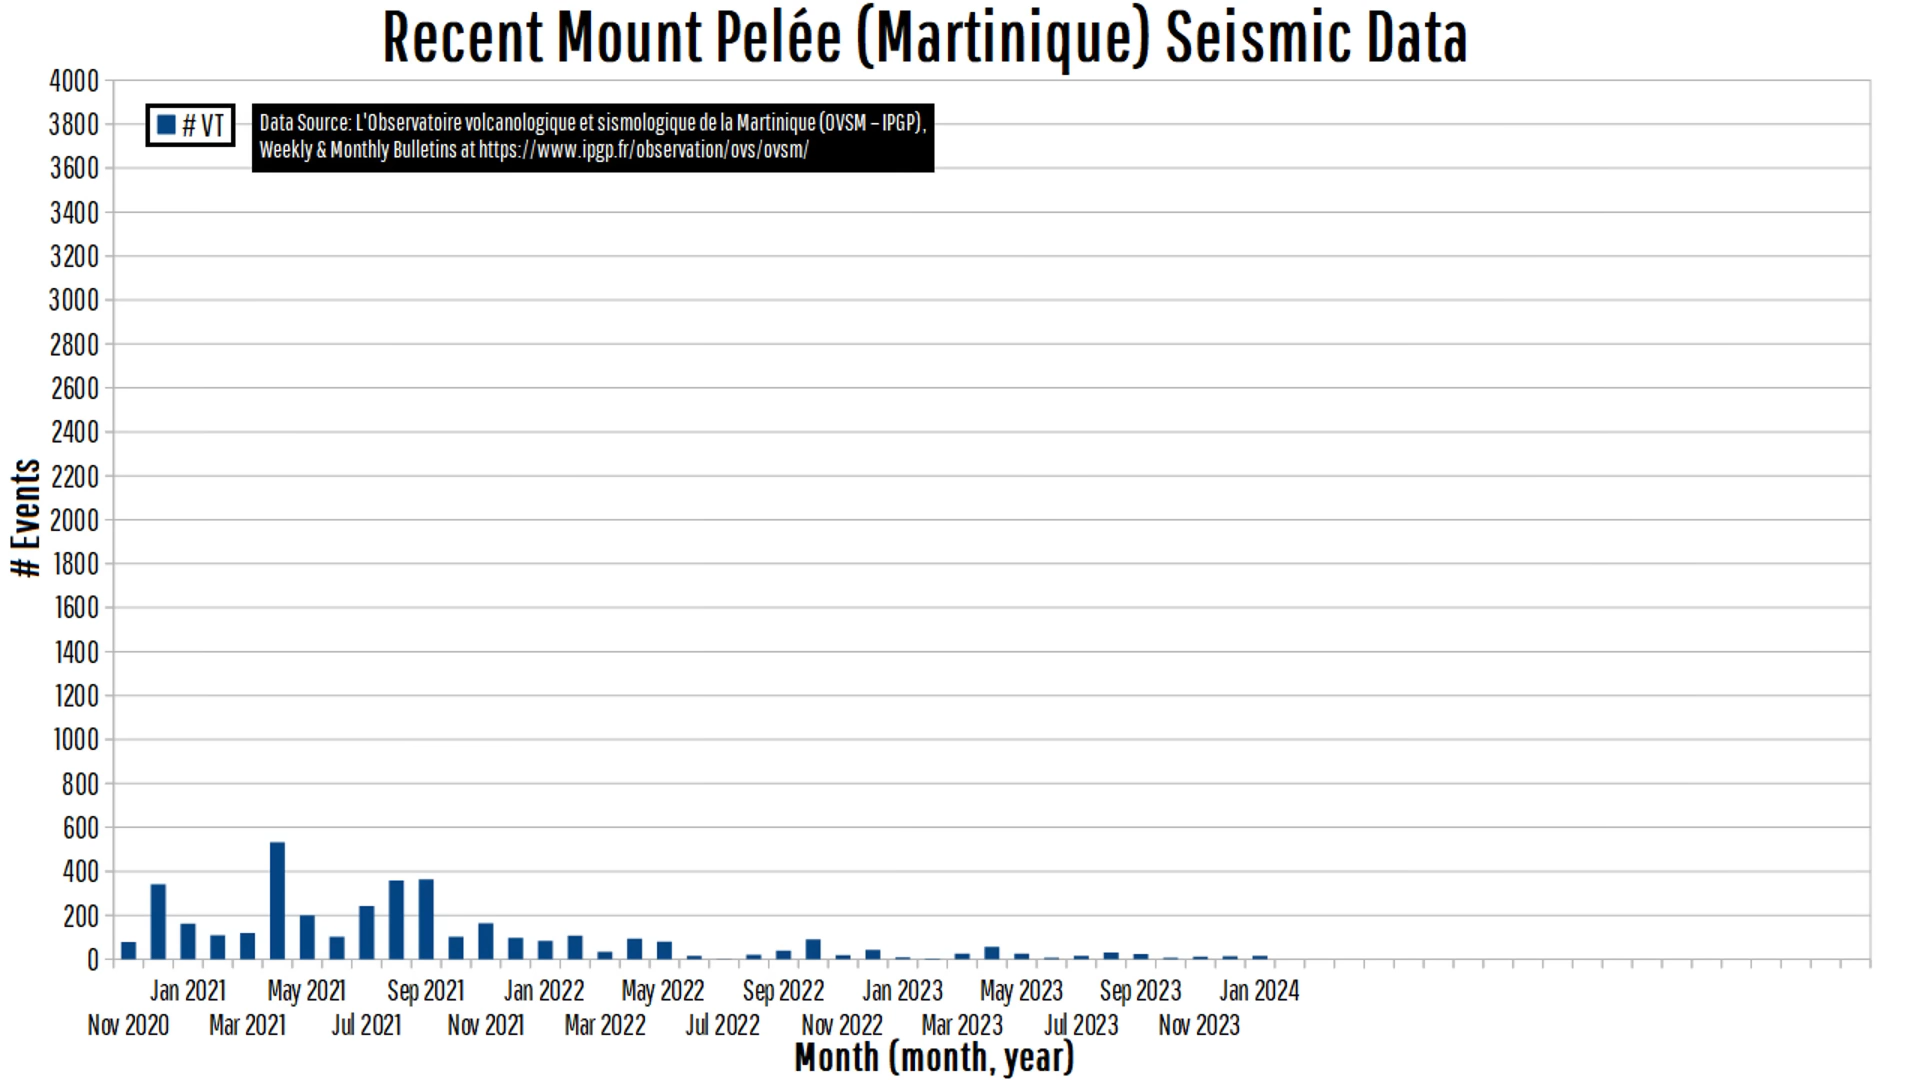 Recent Mount Pelée (Martinique) Seismic Data
# VT
Data Source: L'Observatoire volcanologique et sismologique de la Martinique (OVSM – IPGP),
Weekly & Monthly Bulletins at https://www.ipgp.fr/observation/ovs/ovsm/
# Events
4000
3800
3600
3400
3200
3000
2800
2600
2400
2200
2000
1800
1600
1400
1200
1000
800
600
400
200
0
Jan 2021 May 2021 Sep 2021 Jan 2022 May 2022 Sep 2022 Jan 2023 May 2023 Sep 2023 Jan 2024
Nov 2020 Mar 2021 Jul 2021 Nov 2021 Mar 2022 Jul 2022 Nov 2022 Mar 2023 Jul 2023 Nov 2023
Month (month, year)